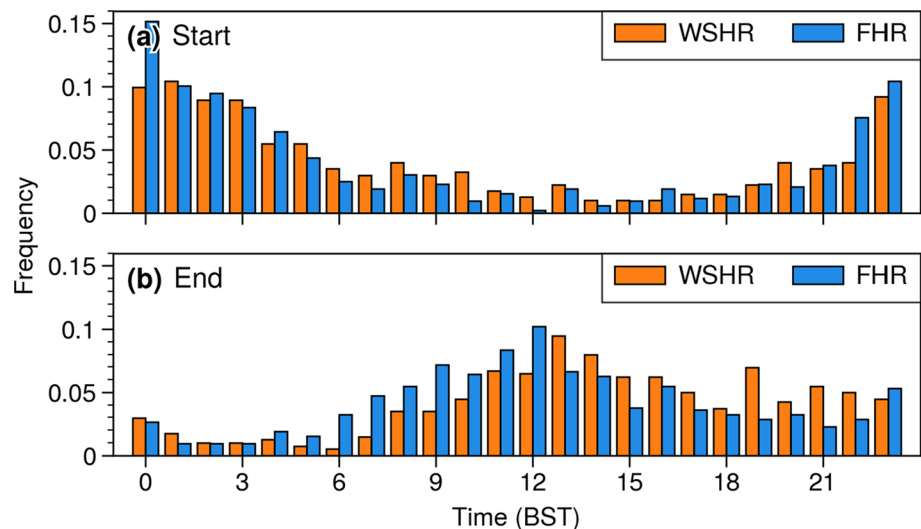 (a) Start
WSHR FHR
0.15
0.1
0.05
0
Frequency
(b) End
WSHR FHR
0.15
0.1
0.05
0
0 3 6 9 12 15 18 21
Time (BST)